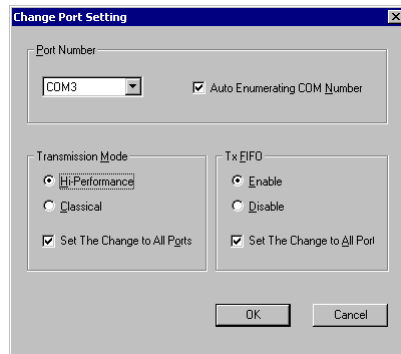 Change Port Setting
Port Number
COM3
Auto Enumerating COM Number
Transmission Mode
Hi-Performance
Classical
Set The Change to All Ports
Tx FIFO
Enable
Disable
Set The Change to All Port
OK
Cancel